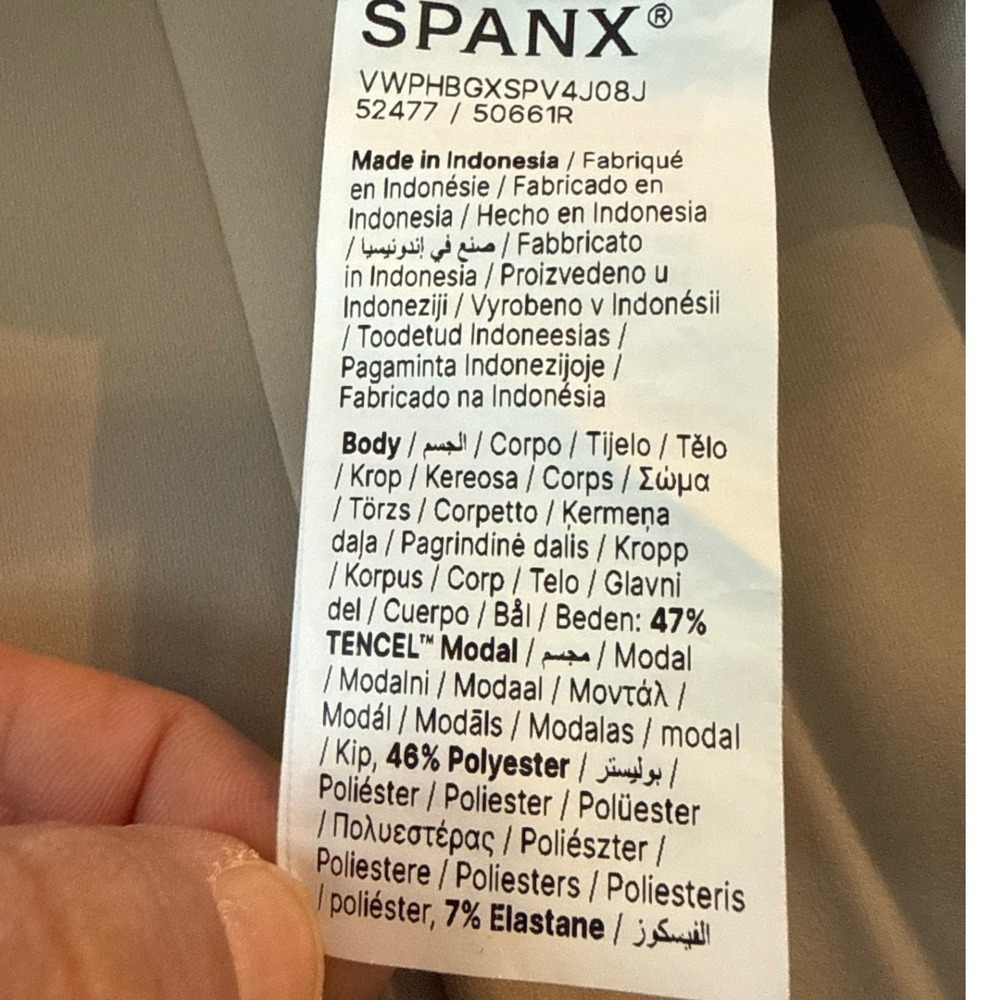 SPANX®
VWPHBGXSPV4J08J
52477 / 50661R
Made in Indonesia / Fabriqué
en Indonésie / Fabricado en
Indonesia / Hecho en Indonesia
/ صنع في إندونيسيا / Fabbricato
in Indonesia / Proizvedeno u
Indoneziji / Vyrobeno v Indonésii
/ Toodetud Indoneesias /
Pagaminta Indonezijoje /
Fabricado na Indonésia
Body / الجسم / Corpo / Tijelo / Tělo
/ Krop / Kereosa / Corps / Σώμα
/ Törzs / Corpetto / Ķermeņa
daļa / Pagrindinė dalis / Kropp
/ Korpus / Corp / Telo / Glavni
del / Cuerpo / Bål / Beden: 47%
TENCEL™ Modal / مجسم / Modal
/ Modalni / Modaal / Μοντάλ /
Modál / Modāls / Modalas / modal
/ Kip, 46% Polyester / بوليستر /
Poliéster / Poliester / Polüester
/ Πολυεστέρας / Poliészter /
Poliestere / Poliesters / Poliesteris
/ poliéster, 7% Elastane / الفيسكوز